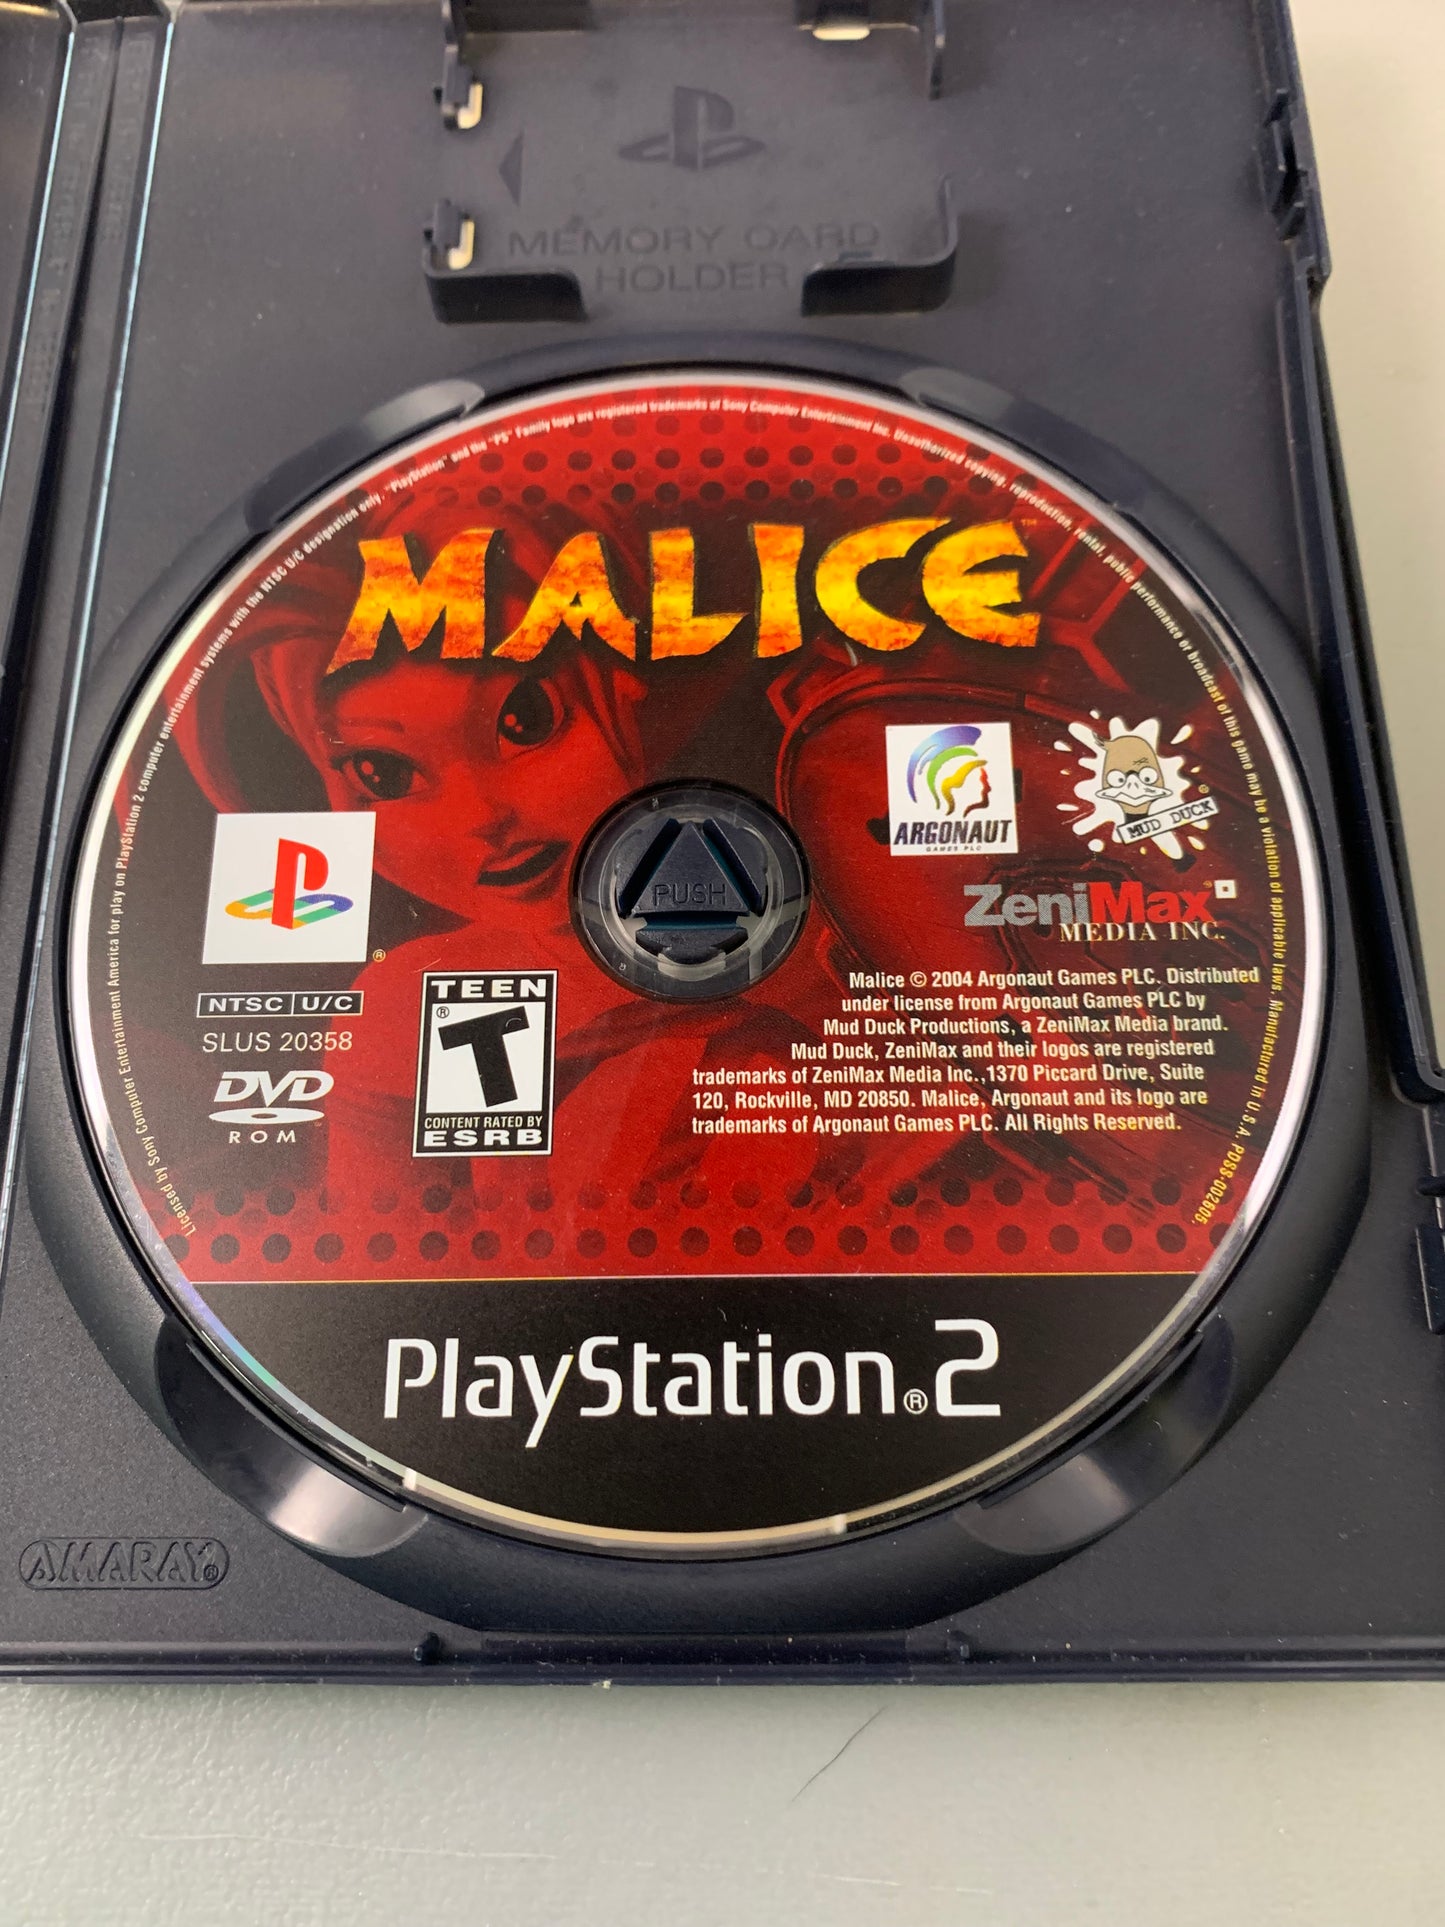 MEMORY CARD
HOLDER
Licensed by Sony Computer Entertainment America for play on PlayStation 2 computer entertainment systems with the NTSC U/C designation only. "PlayStation" and the "PS" Family logo are registered trademarks of Sony Computer Entertainment Inc. Unauthorized copying, reproduction, rental, public performance or broadcast of this game may be a violation of applicable laws. Manufactured in U.S.A. PDSS-002605.
MALICE™
ARGONAUT
GAMES PLC
MUD DUCK®
PUSH
ZeniMax®
MEDIA INC.
®
NTSC U/C
SLUS 20358
DVD
ROM
TEEN
® T
CONTENT RATED BY
ESRB
Malice © 2004 Argonaut Games PLC. Distributed
under license from Argonaut Games PLC by
Mud Duck Productions, a ZeniMax Media brand.
Mud Duck, ZeniMax and their logos are registered
trademarks of ZeniMax Media Inc.,1370 Piccard Drive, Suite
120, Rockville, MD 20850. Malice, Argonaut and its logo are
trademarks of Argonaut Games PLC. All Rights Reserved.
PlayStation®2
AMARAY®